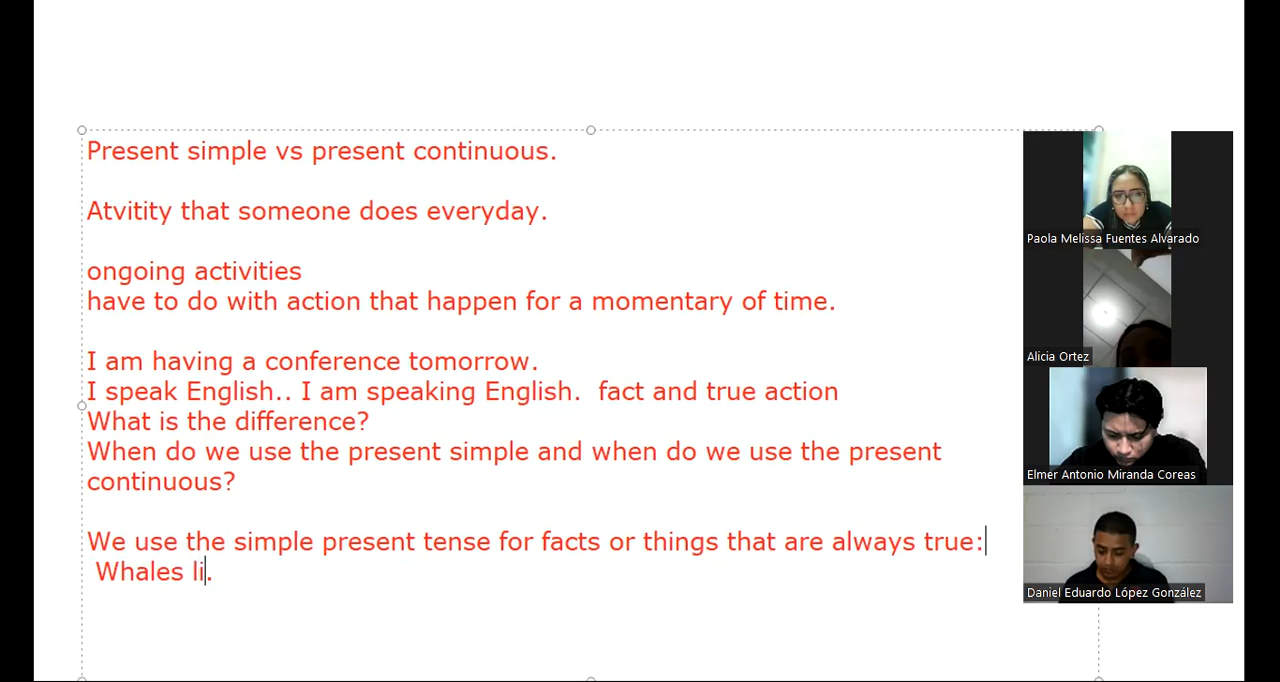 Present simple vs present continuous.
Atvitity that someone does everyday.
ongoing activities
have to do with action that happen for a momentary of time.
I am having a conference tomorrow.
I speak English.. I am speaking English.  fact and true action
What is the difference?
When do we use the present simple and when do we use the present
continuous?
We use the simple present tense for facts or things that are always true:
Whales li.
Paola Melissa Fuentes Alvarado
Alicia Ortez
Elmer Antonio Miranda Coreas
Daniel Eduardo López González